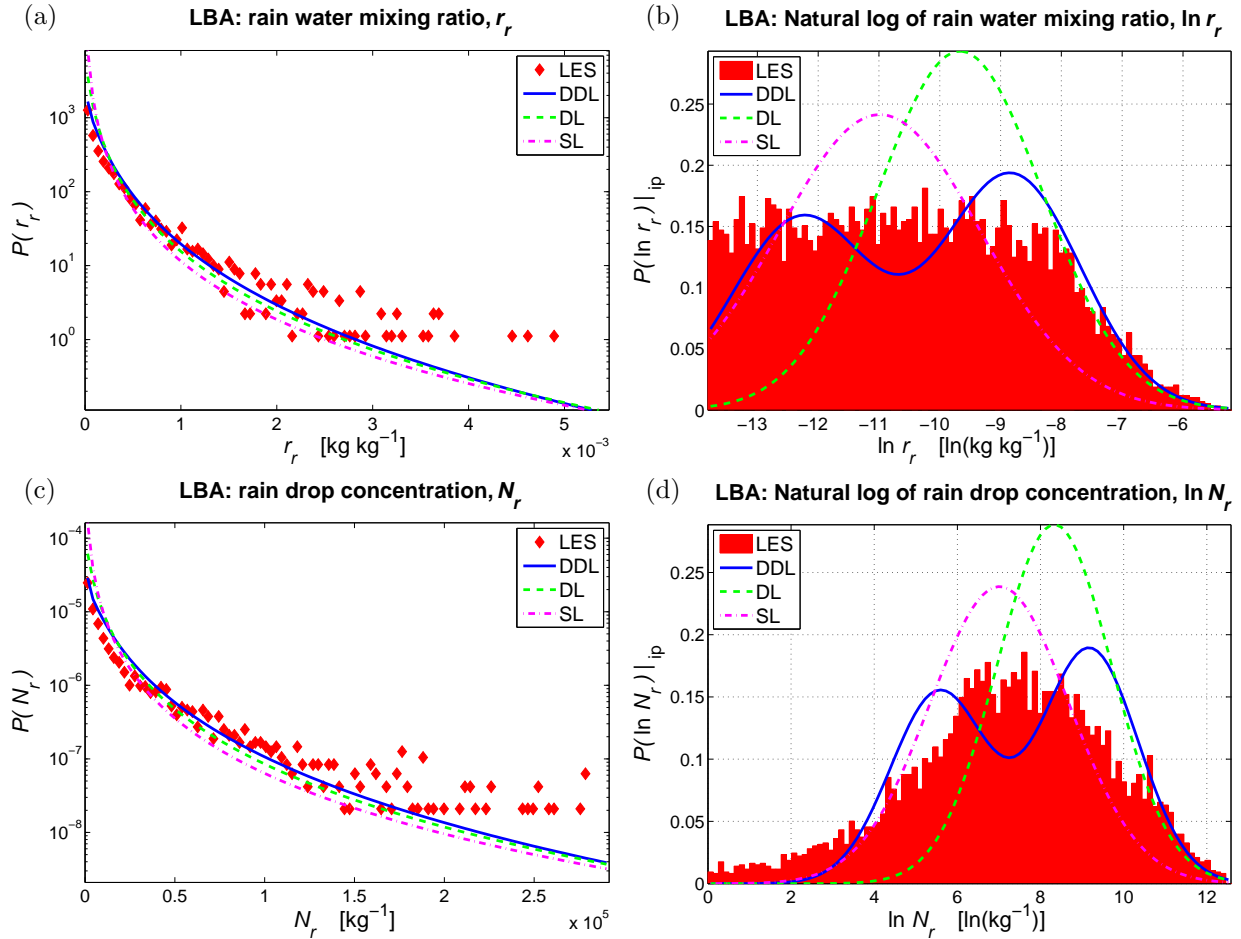 (a) LBA: rain water mixing ratio, r_r
LES
DDL
DL
SL
P( r_r )
10^3
10^2
10^1
10^0
0 1 2 3 4 5
x 10^−3
r_r [kg kg^−1]
(b) LBA: Natural log of rain water mixing ratio, ln r_r
LES
DDL
DL
SL
P( ln r_r ) |_ip
0.25
0.2
0.15
0.1
0.05
0
−13 −12 −11 −10 −9 −8 −7 −6
ln r_r [ln(kg kg^−1)]
(c) LBA: rain drop concentration, N_r
LES
DDL
DL
SL
P( N_r )
10^−4
10^−5
10^−6
10^−7
10^−8
0 0.5 1 1.5 2 2.5
x 10^5
N_r [kg^−1]
(d) LBA: Natural log of rain drop concentration, ln N_r
LES
DDL
DL
SL
P( ln N_r ) |_ip
0.25
0.2
0.15
0.1
0.05
0
0 2 4 6 8 10 12
ln N_r [ln(kg^−1)]